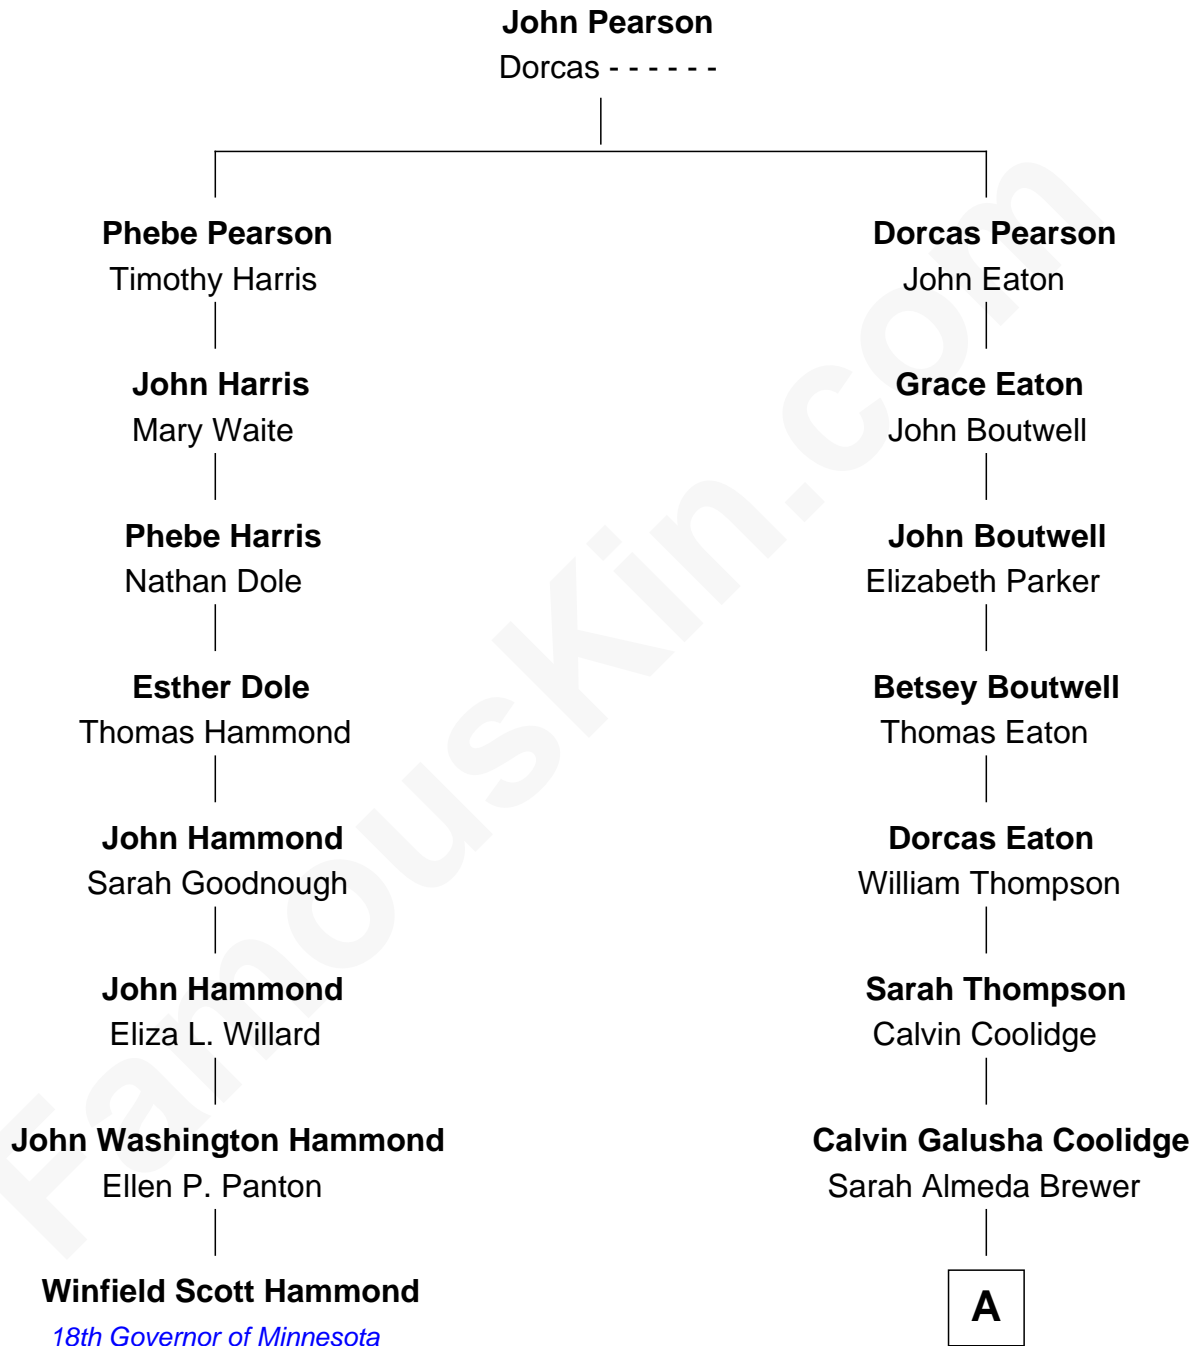 John Pearson
Dorcas - - - - - -
Phebe Pearson
Timothy Harris
Dorcas Pearson
John Eaton
John Harris
Mary Waite
Grace Eaton
John Boutwell
Phebe Harris
Nathan Dole
John Boutwell
Elizabeth Parker
Esther Dole
Thomas Hammond
Betsey Boutwell
Thomas Eaton
John Hammond
Sarah Goodnough
Dorcas Eaton
William Thompson
John Hammond
Eliza L. Willard
Sarah Thompson
Calvin Coolidge
John Washington Hammond
Ellen P. Panton
Calvin Galusha Coolidge
Sarah Almeda Brewer
Winfield Scott Hammond
18th Governor of Minnesota
A
FamousKin.com